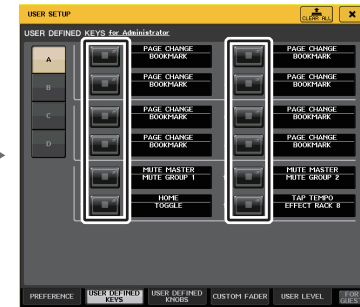 USER SETUP
CLEAR ALL
USER DEFINED KEYS for Administrator
A
B
C
D
PAGE CHANGE
BOOKMARK
PAGE CHANGE
BOOKMARK
PAGE CHANGE
BOOKMARK
PAGE CHANGE
BOOKMARK
PAGE CHANGE
BOOKMARK
PAGE CHANGE
BOOKMARK
PAGE CHANGE
BOOKMARK
PAGE CHANGE
BOOKMARK
MUTE MASTER
MUTE GROUP 1
MUTE MASTER
MUTE GROUP 2
HOME
TOGGLE
TAP TEMPO
EFFECT RACK 8
PREFERENCE
USER DEFINED
KEYS
USER DEFINED
KNOBS
CUSTOM FADER
USER LEVEL
FOR
GUES